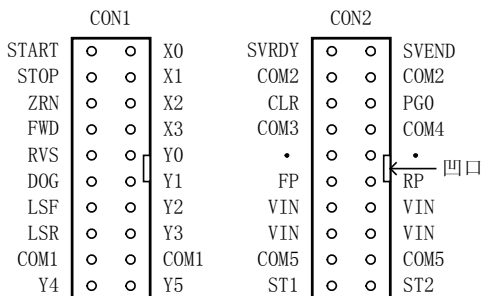 CON1 CON2
START X0 SVRDY SVEND
STOP X1 COM2 COM2
ZRN X2 CLR PG0
FWD X3 COM3 COM4
RVS Y0 • •
凹口
DOG Y1 FP RP
LSF Y2 VIN VIN
LSR Y3 VIN VIN
COM1 COM1 COM5 COM5
Y4 Y5 ST1 ST2